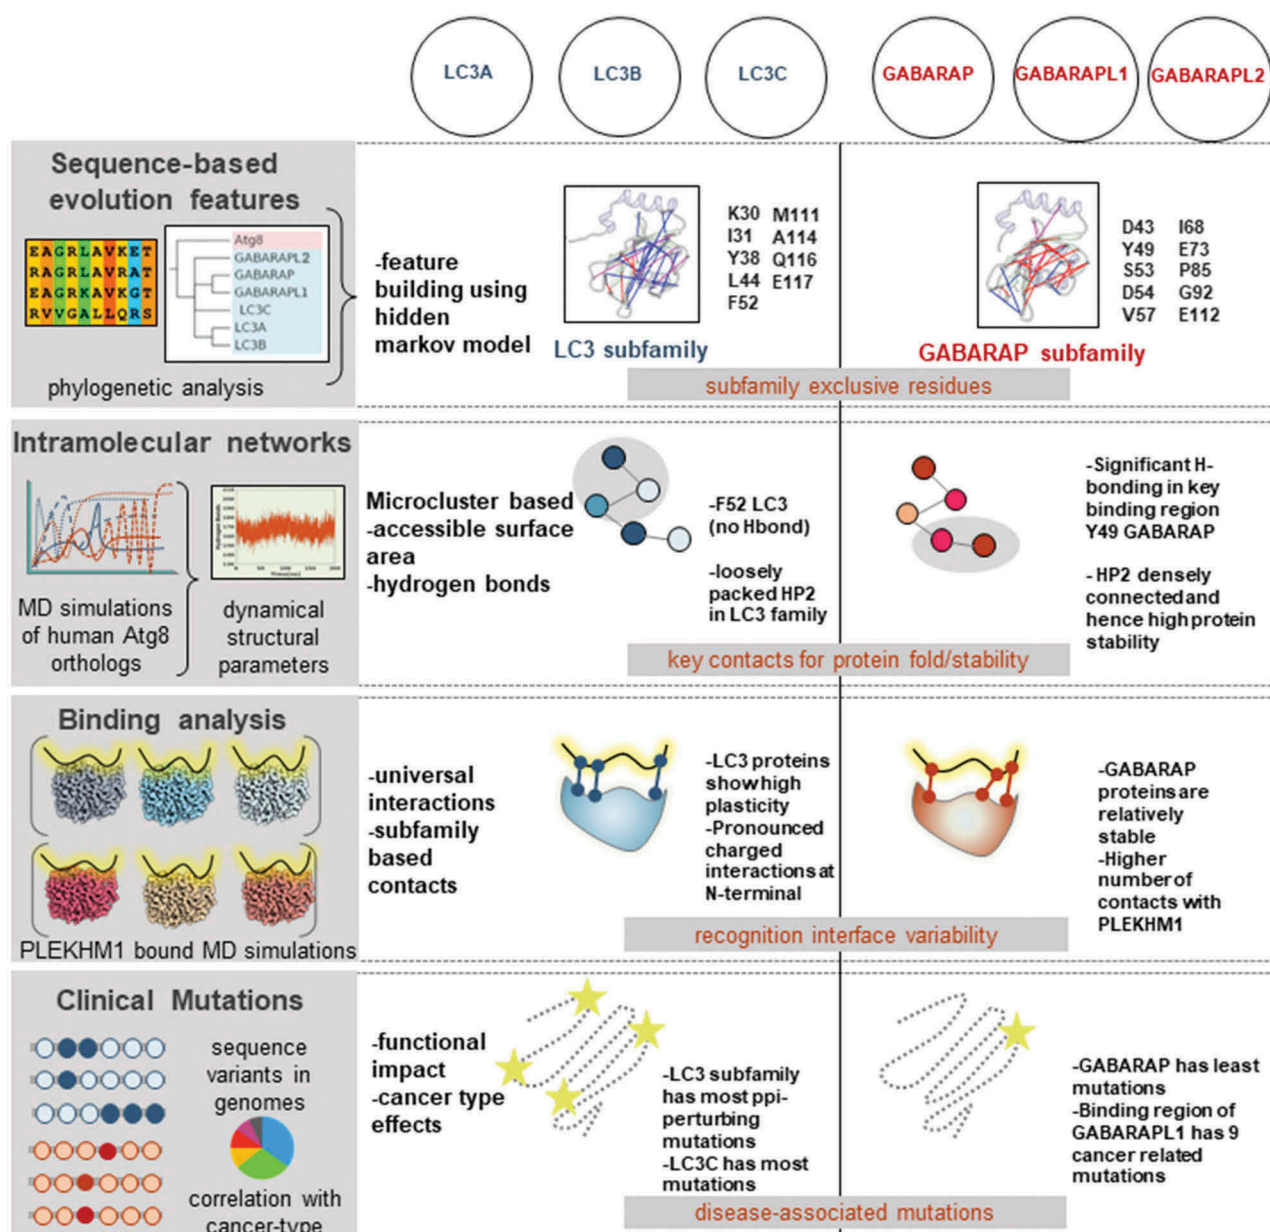 LC3A
LC3B
LC3C
GABARAP
GABARAPL1
GABARAPL2
Sequence-based
evolution features
EAGRLAVKET
RAGRLAVRAT
EAGRKAVKGT
RVVGALLQRS
Atg8
GABARAPL2
GABARAP
GABARAPL1
LC3C
LC3A
LC3B
phylogenetic analysis
-feature
building using
hidden
markov model
LC3 subfamily
K30 M111
I31 A114
Y38 Q116
L44 E117
F52
GABARAP subfamily
D43 I68
Y49 E73
S53 P85
D54 G92
V57 E112
subfamily exclusive residues
Intramolecular networks
MD simulations
of human Atg8
orthologs
Hydrogen Bonds
dynamical
structural
parameters
Microcluster based
-accessible surface
area
-hydrogen bonds
-F52 LC3
(no Hbond)
-loosely
packed HP2
in LC3 family
-Significant H-
bonding in key
binding region
Y49 GABARAP
- HP2 densely
connected and
hence high protein
stability
key contacts for protein fold/stability
Binding analysis
PLEKHM1 bound MD simulations
-universal
interactions
-subfamily
based
contacts
-LC3 proteins
show high
plasticity
-Pronounced
charged
interactions at
N-terminal
-GABARAP
proteins are
relatively
stable
-Higher
number of
contacts with
PLEKHM1
recognition interface variability
Clinical Mutations
sequence
variants in
genomes
correlation with
cancer-type
-functional
impact
-cancer type
effects
-LC3 subfamily
has most ppi-
perturbing
mutations
-LC3C has most
mutations
-GABARAP has least
mutations
-Binding region of
GABARAPL1 has 9
cancer related
mutations
disease-associated mutations